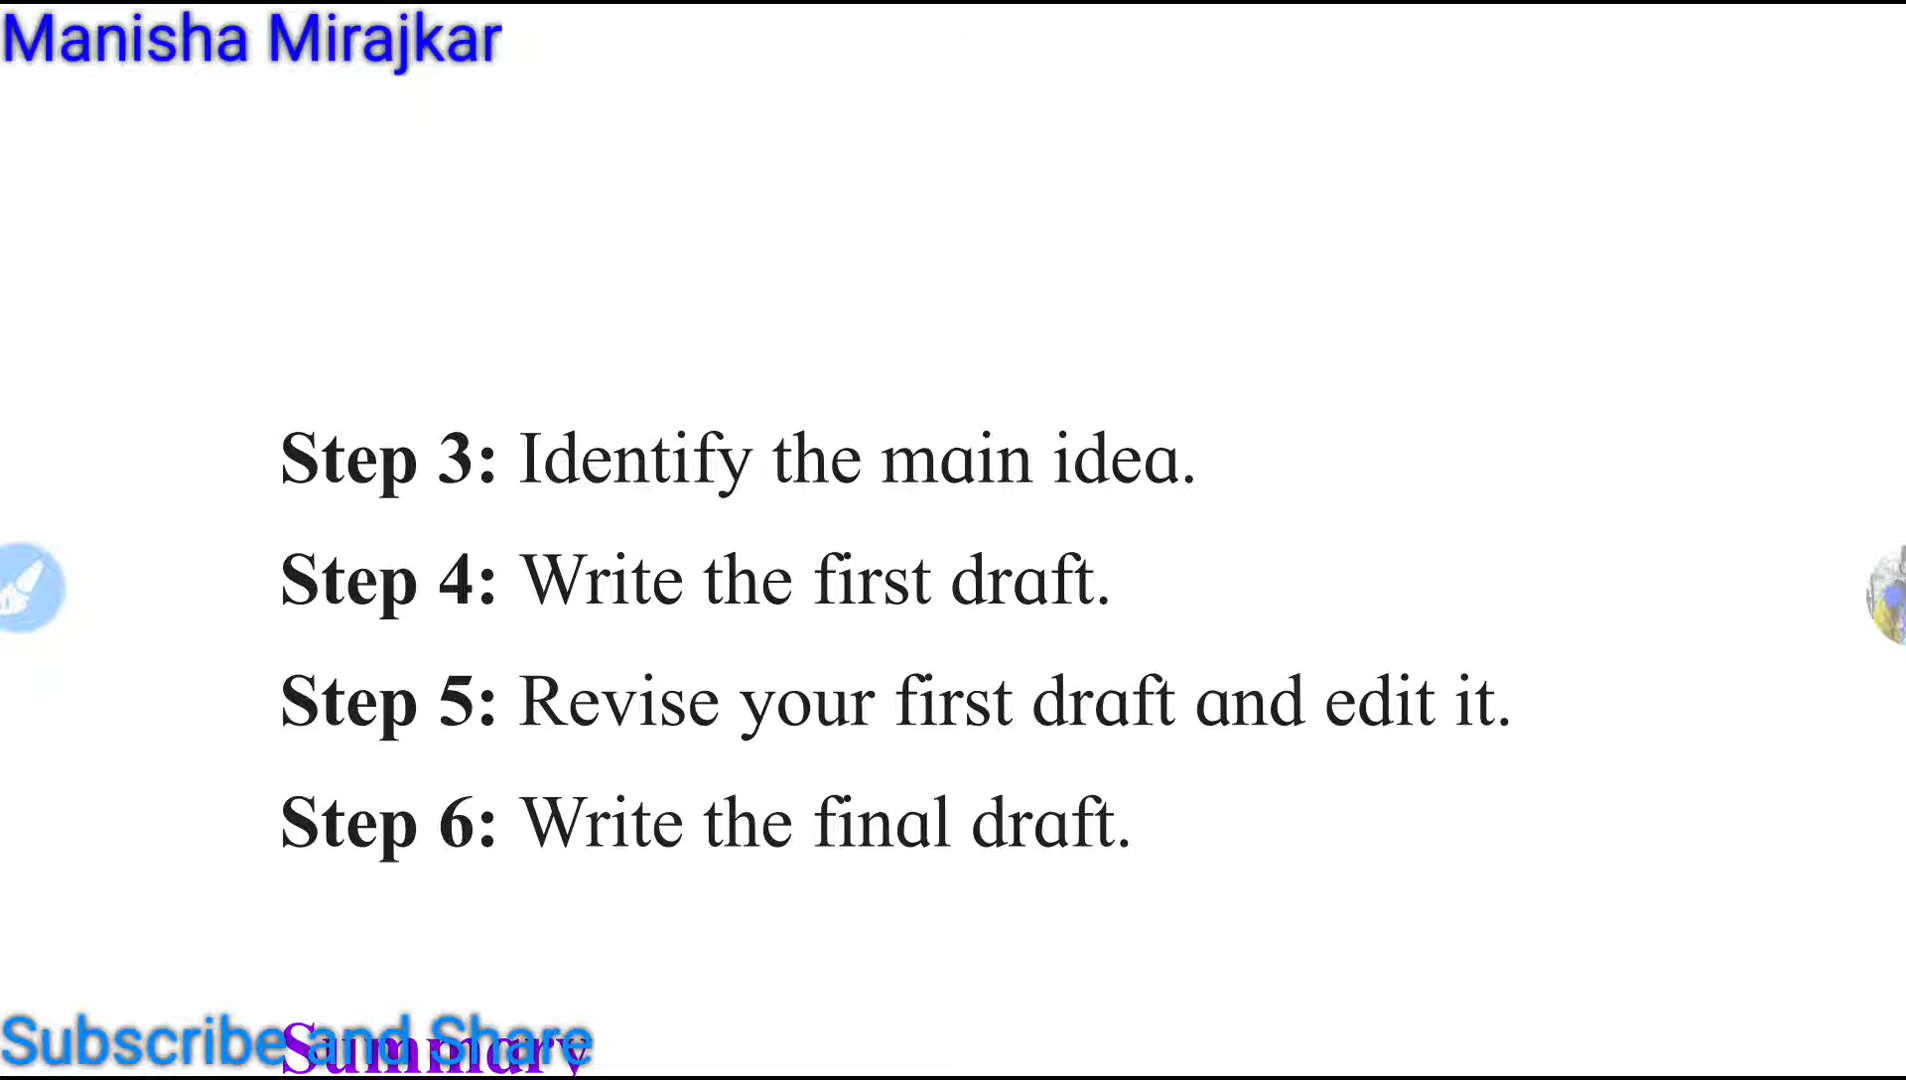 Manisha Mirajkar
Step 3: Identify the main idea.
Step 4: Write the first draft.
Step 5: Revise your first draft and edit it.
Step 6: Write the final draft.
Subscribe and Share
Summary